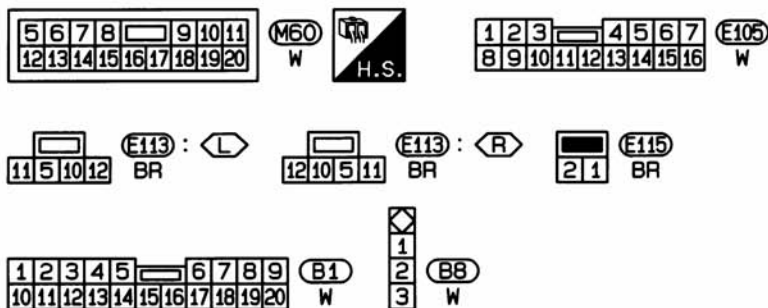 5 6 7 8 9 10 11 M60 1 2 3 4 5 6 7 E105
12 13 14 15 16 17 18 19 20 W H.S. 8 9 10 11 12 13 14 15 16 W
E113 : L E113 : R E115
11 5 10 12 BR 12 10 5 11 BR 2 1 BR
1 2 3 4 5 6 7 8 9 B1
10 11 12 13 14 15 16 17 18 19 20 W
1
2 B8
3 W